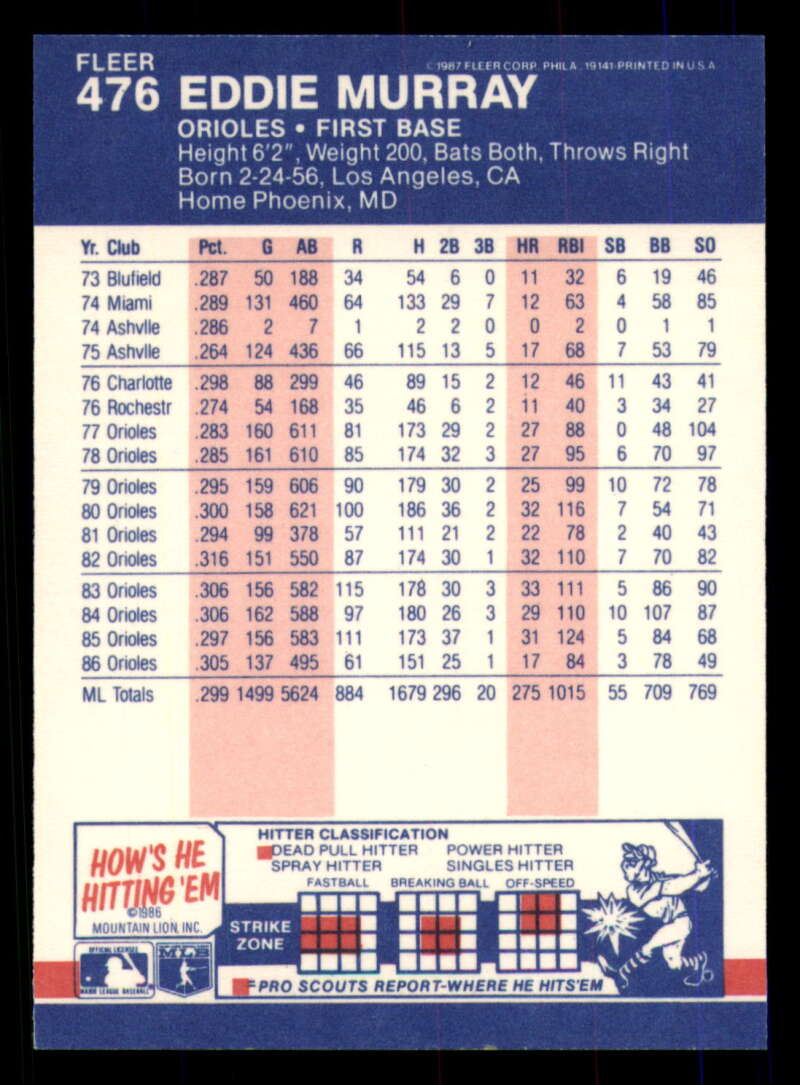 FLEER
©1987 FLEER CORP. PHILA. 19141-PRINTED IN U.S.A.
476 EDDIE MURRAY
ORIOLES • FIRST BASE
Height 6'2", Weight 200, Bats Both, Throws Right
Born 2-24-56, Los Angeles, CA
Home Phoenix, MD
Yr. Club Pct. G AB R H 2B 3B HR RBI SB BB SO
73 Blufield .287 50 188 34 54 6 0 11 32 6 19 46
74 Miami .289 131 460 64 133 29 7 12 63 4 58 85
74 Ashvlle .286 2 7 1 2 2 0 0 2 0 1 1
75 Ashvlle .264 124 436 66 115 13 5 17 68 7 53 79
76 Charlotte .298 88 299 46 89 15 2 12 46 11 43 41
76 Rochestr .274 54 168 35 46 6 2 11 40 3 34 27
77 Orioles .283 160 611 81 173 29 2 27 88 0 48 104
78 Orioles .285 161 610 85 174 32 3 27 95 6 70 97
79 Orioles .295 159 606 90 179 30 2 25 99 10 72 78
80 Orioles .300 158 621 100 186 36 2 32 116 7 54 71
81 Orioles .294 99 378 57 111 21 2 22 78 2 40 43
82 Orioles .316 151 550 87 174 30 1 32 110 7 70 82
83 Orioles .306 156 582 115 178 30 3 33 111 5 86 90
84 Orioles .306 162 588 97 180 26 3 29 110 10 107 87
85 Orioles .297 156 583 111 173 37 1 31 124 5 84 68
86 Orioles .305 137 495 61 151 25 1 17 84 3 78 49
ML Totals .299 1499 5624 884 1679 296 20 275 1015 55 709 769
HOW'S HE
HITTING 'EM
©1986
MOUNTAIN LION, INC.
HITTER CLASSIFICATION
DEAD PULL HITTER POWER HITTER
SPRAY HITTER SINGLES HITTER
FASTBALL BREAKING BALL OFF-SPEED
STRIKE
ZONE
OFFICIAL LICENSEE
MAJOR LEAGUE BASEBALL
MLB
=PRO SCOUTS REPORT-WHERE HE HITS'EM